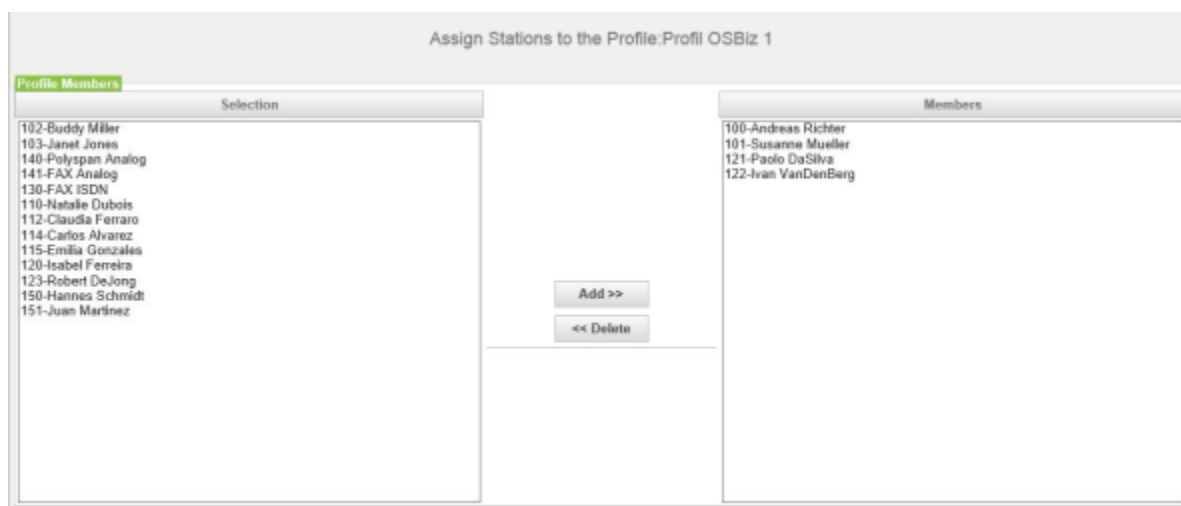 Assign Stations to the Profile:Profil OSBiz 1
Profile Members
Selection
102-Buddy Miller
103-Janet Jones
140-Polyspan Analog
141-FAX Analog
130-FAX ISDN
110-Natalie Dubois
112-Claudia Ferraro
114-Carlos Alvarez
115-Emilia Gonzales
120-Isabel Ferreira
123-Robert DeJong
150-Hannes Schmidt
151-Juan Martinez
Add >>
<< Delete
Members
100-Andreas Richter
101-Susanne Mueller
121-Paolo DaSilva
122-Ivan VanDenBerg